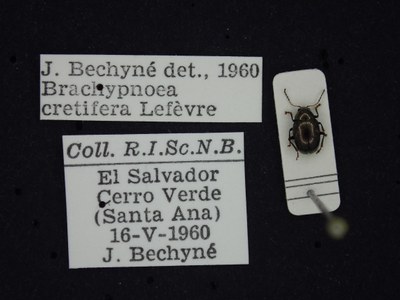 J. Bechyné det., 1960
Brachypnoea
cretifera Lefèvre
Coll. R.I.Sc.N.B.
El Salvador
Cerro Verde
(Santa Ana)
16-V-1960
J. Bechyné